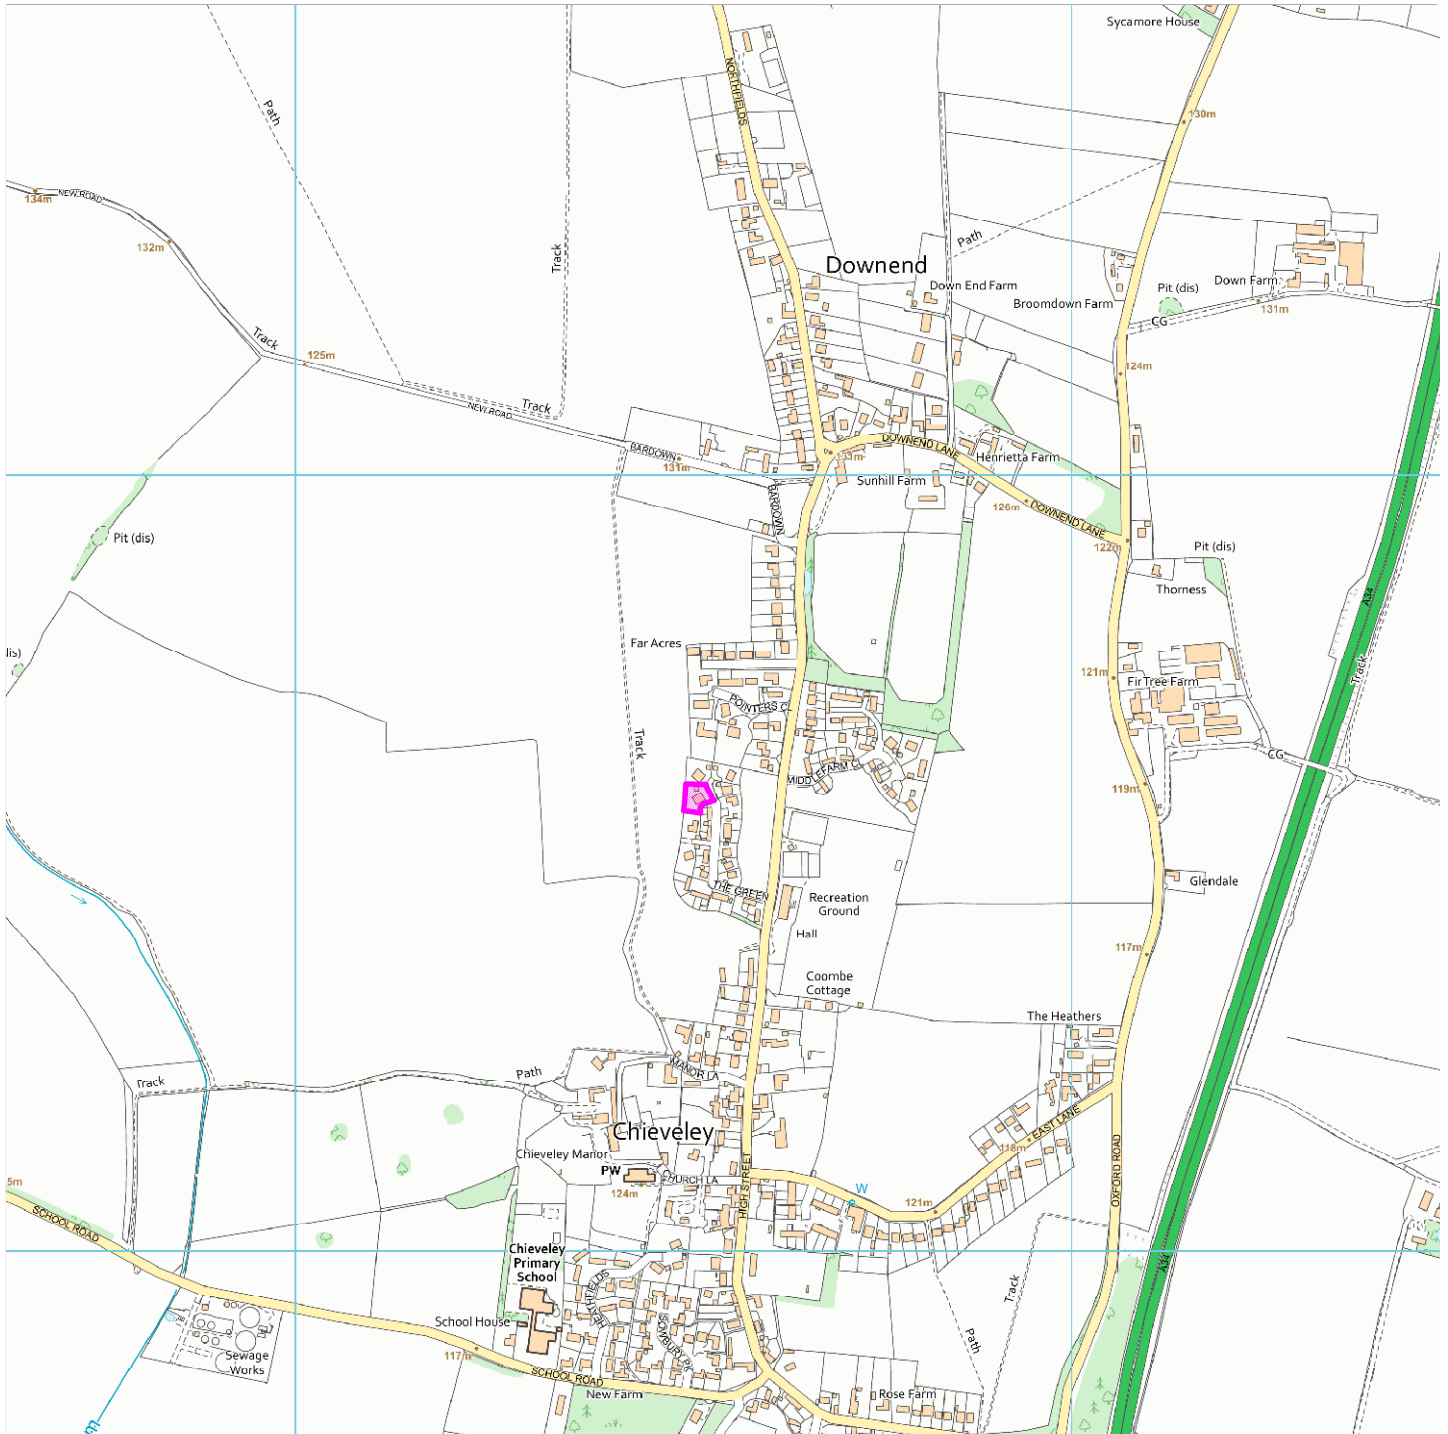 Sycamore House
NORTHFIELDS
Path
130m
NEW ROAD
134m
132m
Track
Path
Downend
Down End Farm
Broomdown Farm
Pit (dis)
Down Farm
131m
CG
Track
125m
124m
NEW ROAD
Track
DOWNEND LANE
BARDOWN
131m
133m
Henrietta Farm
Sunhill Farm
BARDOWN
126m
DOWNEND LANE
122m
Pit (dis)
Pit (dis)
Thorness
A34
Far Acres
Track
121m
Fir Tree Farm
POINTERS CL
Track
CG
MIDDLEFARM CL
119m
THE GREEN
Recreation
Ground
Glendale
Hall
117m
Coombe
Cottage
The Heathers
MANOR LA
Path
Track
Chieveley
EAST LANE
118m
OXFORD ROAD
Chieveley Manor
PW
CHURCH LA
HIGH STREET
124m
W
121m
5m
SCHOOL ROAD
Chieveley
Primary
School
A34
HEATHFIELDS
Track
School House
SOWBURY PK
Path
117m
Sewage
Works
SCHOOL ROAD
New Farm
Rose Farm